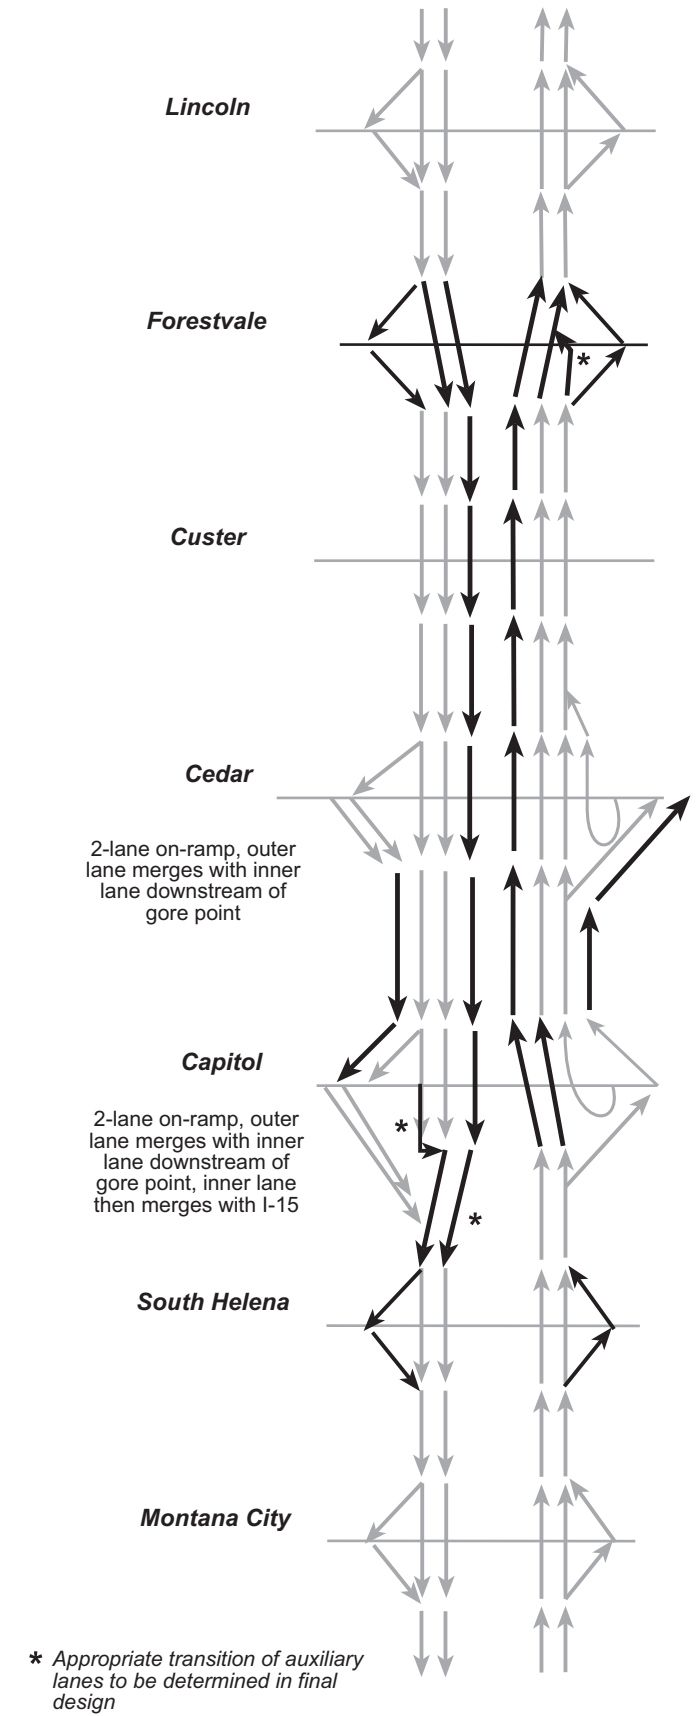 Lincoln
Forestvale
*
Custer
Cedar
2-lane on-ramp, outer
lane merges with inner
lane downstream of
gore point
Capitol
2-lane on-ramp, outer
lane merges with inner
lane downstream of
gore point, inner lane
then merges with I-15
*
*
South Helena
Montana City
* Appropriate transition of auxiliary
lanes to be determined in final
design